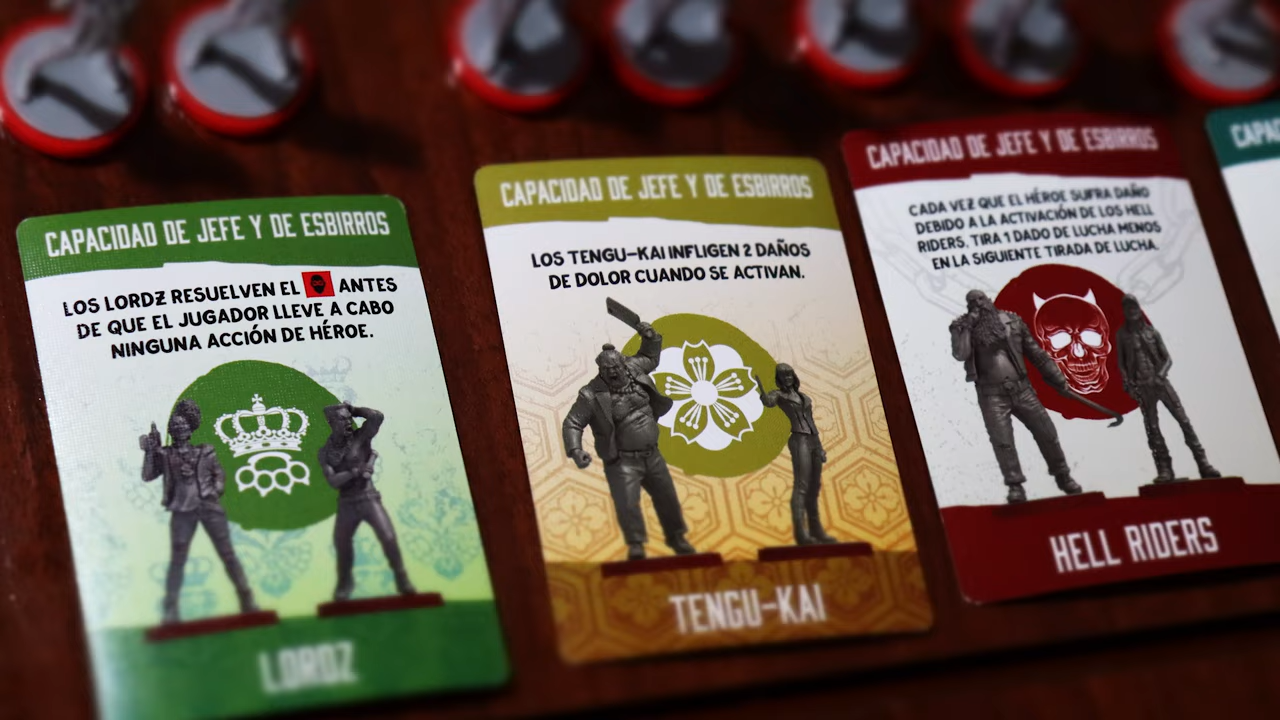 CAPACIDAD DE JEFE Y DE ESBIRROS
LOS LORDZ RESUELVEN EL ANTES
DE QUE EL JUGADOR LLEVE A CABO
NINGUNA ACCIÓN DE HÉROE.
LORDZ
CAPACIDAD DE JEFE Y DE ESBIRROS
LOS TENGU-KAI INFLIGEN 2 DAÑOS
DE DOLOR CUANDO SE ACTIVAN.
TENGU-KAI
CAPACIDAD DE JEFE Y DE ESBIRROS
CADA VEZ QUE EL HÉROE SUFRA DAÑO
DEBIDO A LA ACTIVACIÓN DE LOS HELL
RIDERS, TIRA 1 DADO DE LUCHA MENOS
EN LA SIGUIENTE TIRADA DE LUCHA.
HELL RIDERS